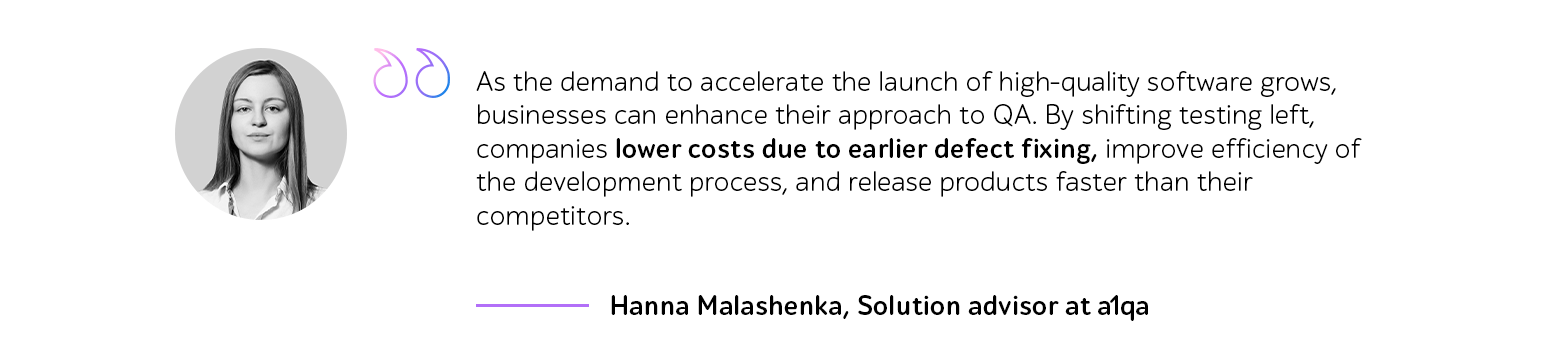 As the demand to accelerate the launch of high-quality software grows,
businesses can enhance their approach to QA. By shifting testing left,
companies lower costs due to earlier defect fixing, improve efficiency of
the development process, and release products faster than their
competitors.
Hanna Malashenka, Solution advisor at a1qa